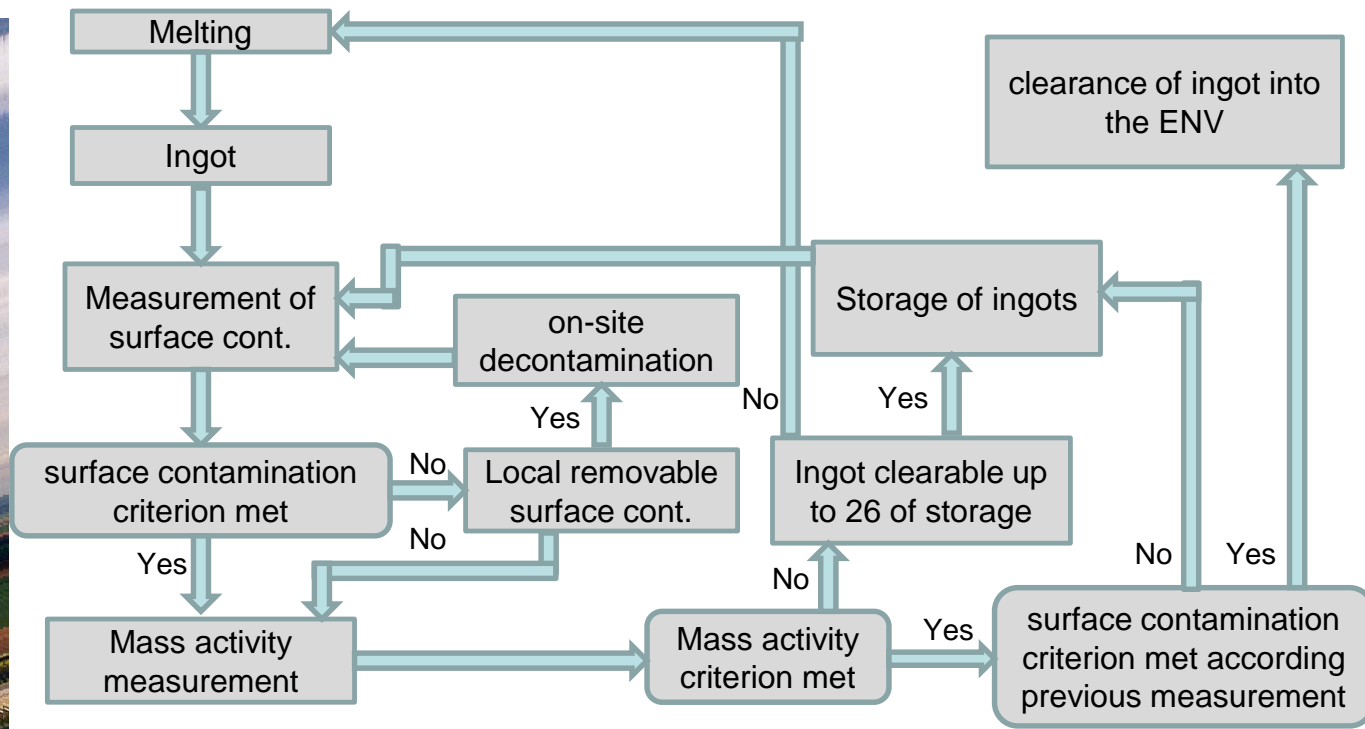 Melting
clearance of ingot into
the ENV
Ingot
Measurement of
surface cont.
on-site
decontamination
Storage of ingots
No
Yes
Yes
surface contamination
criterion met
No
Local removable
surface cont.
Ingot clearable up
to 26 of storage
No
Yes
No
No
Yes
Mass activity
measurement
Mass activity
criterion met
Yes
surface contamination
criterion met according
previous measurement